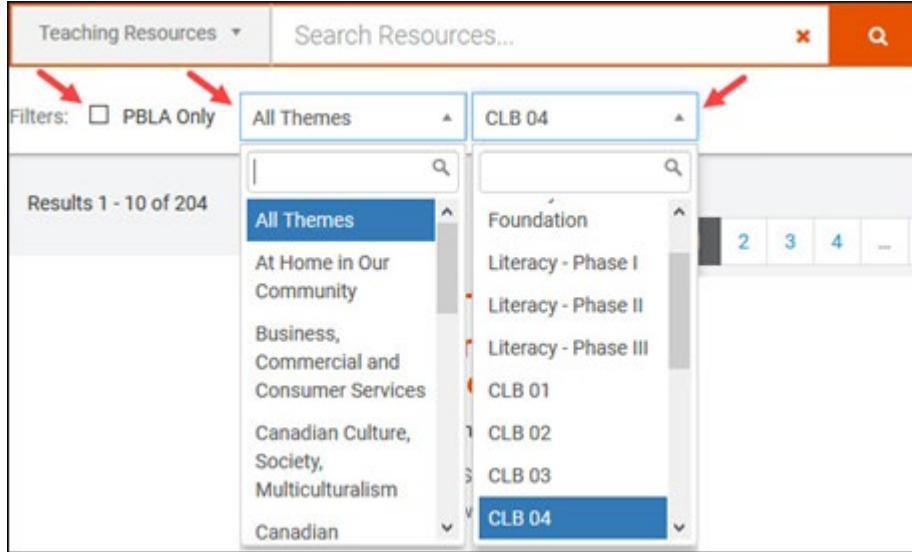 Teaching Resources
Search Resources...
Filters:
PBLA Only
All Themes
CLB 04
Results 1 - 10 of 204
All Themes
At Home in Our
Community
Business,
Commercial and
Consumer Services
Canadian Culture,
Society,
Multiculturalism
Canadian
Foundation
Literacy - Phase I
Literacy - Phase II
Literacy - Phase III
CLB 01
CLB 02
CLB 03
CLB 04
2 3 4 ...